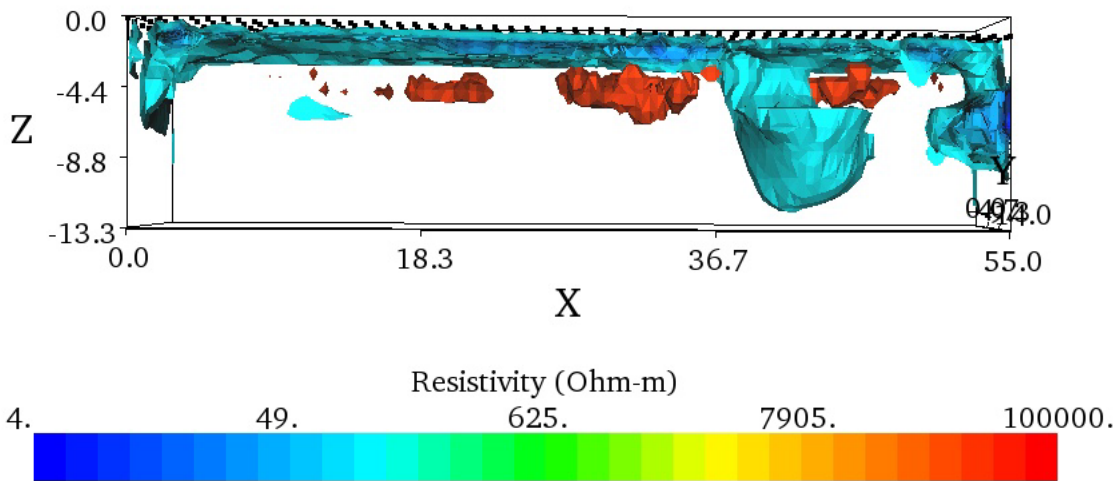 0.0
-4.4
Z
-8.8
Y
-13.3
0.0 18.3 36.7 55.0
X
Resistivity (Ohm-m)
4. 49. 625. 7905. 100000.